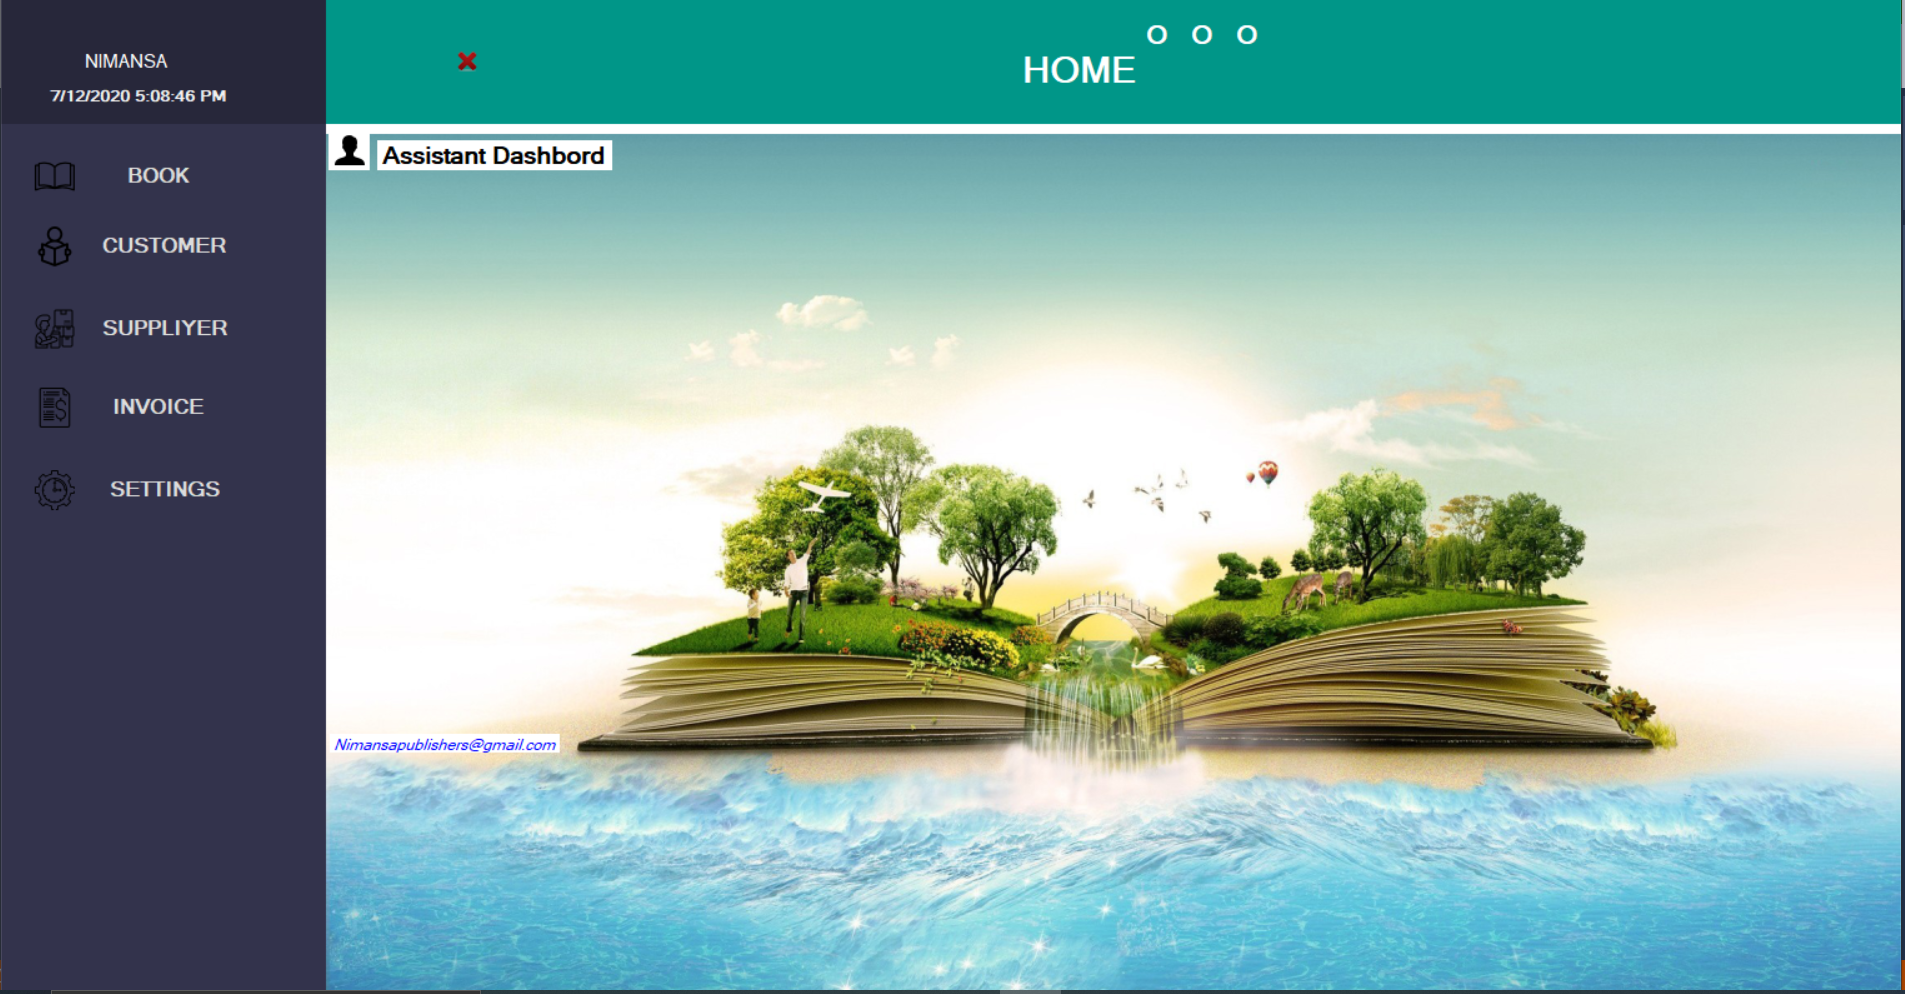 NIMANSA
7/12/2020 5:08:46 PM
BOOK
CUSTOMER
SUPPLIYER
INVOICE
SETTINGS
O O O
HOME
Assistant Dashbord
Nimansapublishers@gmail.com